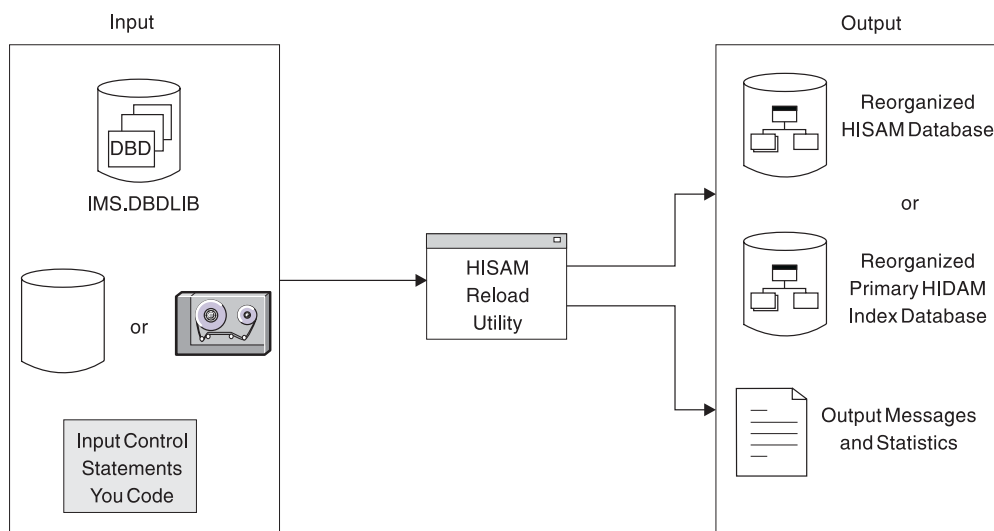 Input
DBD
IMS.DBDLIB
or
Input Control
Statements
You Code
HISAM
Reload
Utility
Output
Reorganized
HISAM Database
or
Reorganized
Primary HIDAM
Index Database
Output Messages
and Statistics